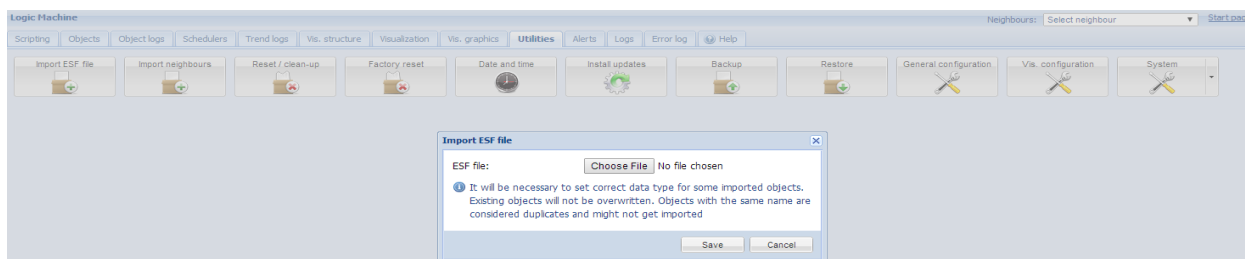 Logic Machine
Neighbours: Select neighbour
Scripting Objects Object logs Schedulers Trend logs Vis. structure Visualization Vis. graphics Utilities Alerts Logs Error log Help
Import ESF file Import neighbours Reset / clean-up Factory reset Date and time Install updates Backup Restore General configuration Vis. configuration System
Import ESF file
ESF file: Choose File No file chosen
It will be necessary to set correct data type for some imported objects.
Existing objects will not be overwritten. Objects with the same name are
considered duplicates and might not get imported
Save Cancel